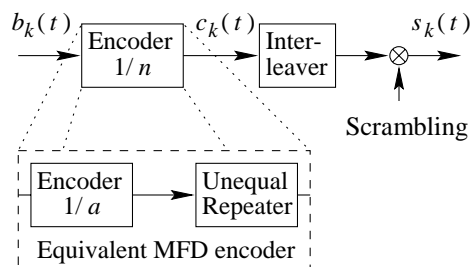 b_k(t)
c_k(t)
s_k(t)
Encoder
1/n
Inter-
leaver
Scrambling
Encoder
1/a
Unequal
Repeater
Equivalent MFD encoder